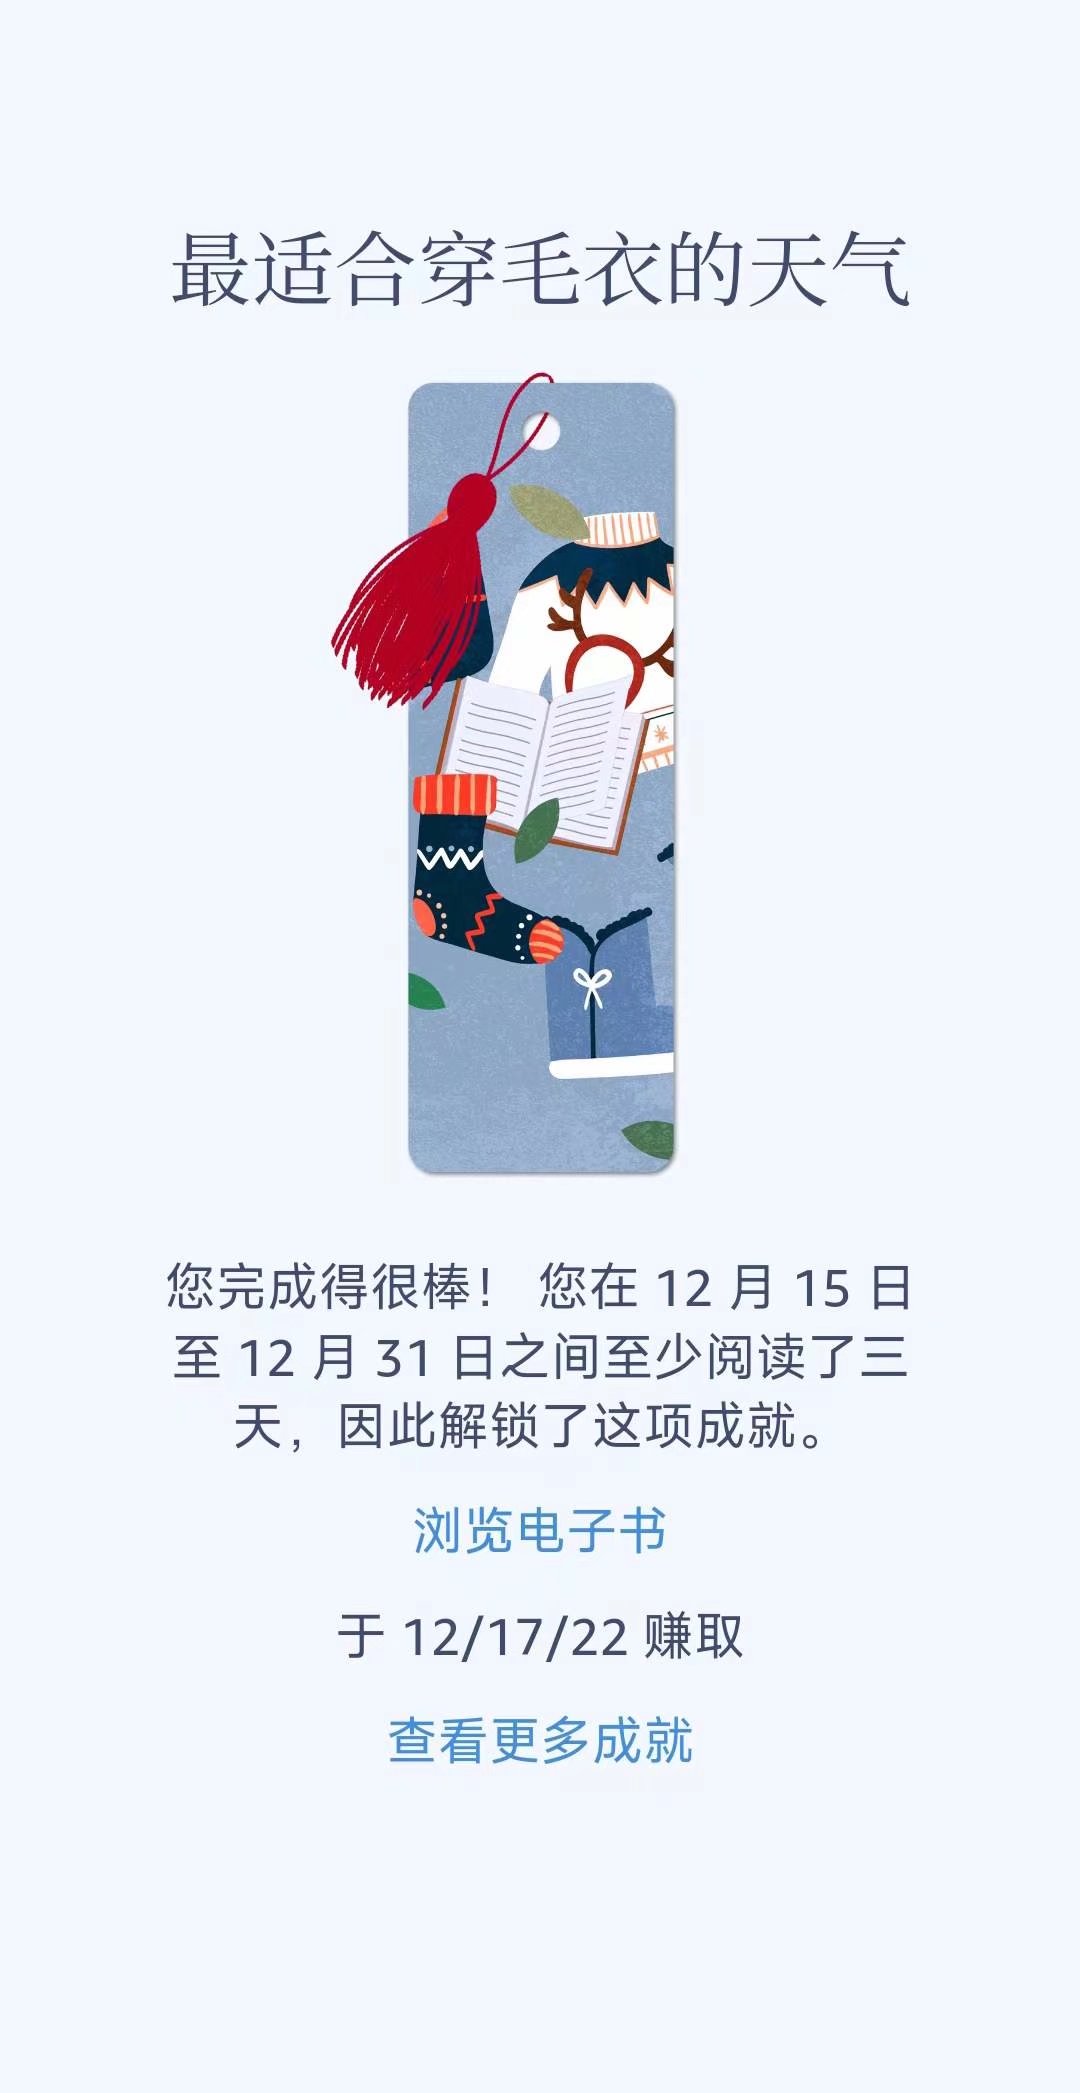 最适合穿毛衣的天气
您完成得很棒！ 您在 12 月 15 日
至 12 月 31 日之间至少阅读了三
天，因此解锁了这项成就。
浏览电子书
于 12/17/22 赚取
查看更多成就